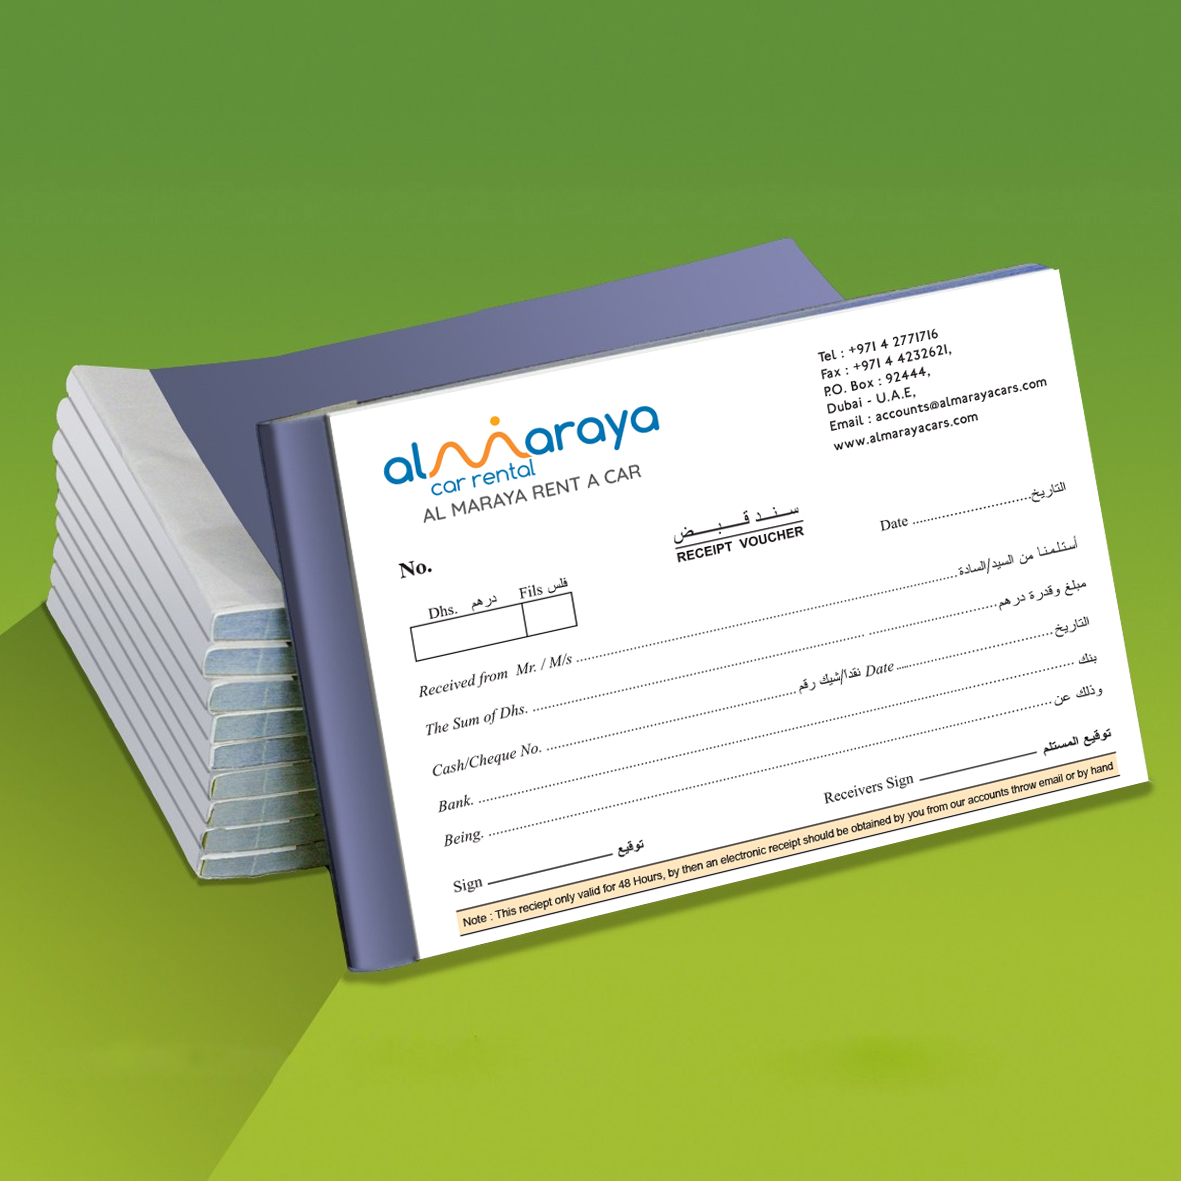 almaraya
car rental
AL MARAYA RENT A CAR
Tel : +971 4 2771716
Fax : +971 4 4232621,
P.O. Box : 92444,
Dubai - U.A.E,
Email : accounts@almarayacars.com
www.almarayacars.com
سـنـد قـبـض
RECEIPT VOUCHER
Date ............................ التاريخ
No.
Dhs. درهم Fils فلس
Received from Mr. / M/s ............................ أستلمنا من السيد/السادة
The Sum of Dhs. ............................ مبلغ وقدرة درهم
Cash/Cheque No. ............................ نقدا/شيك رقم Date ............................ التاريخ
Bank. ............................ بنك
Being. ............................ وذلك عن
Sign ____________ توقيع Receivers Sign ____________ توقيع المستلم
Note : This reciept only valid for 48 Hours, by then an electronic receipt should be obtained by you from our accounts throw email or by hand